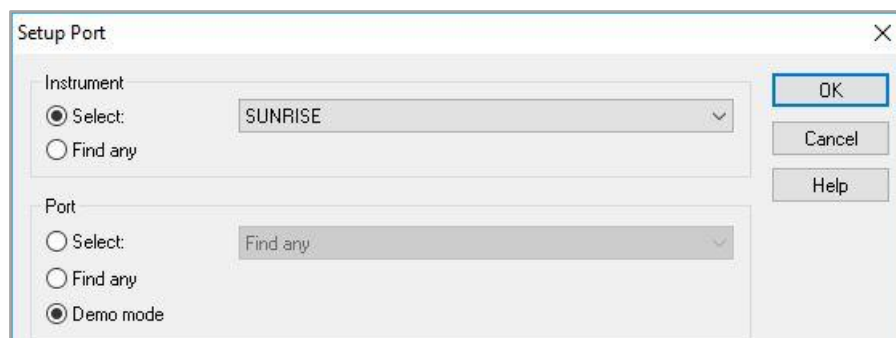 Setup Port
Instrument
Select: SUNRISE
Find any
OK
Cancel
Help
Port
Select: Find any
Find any
Demo mode